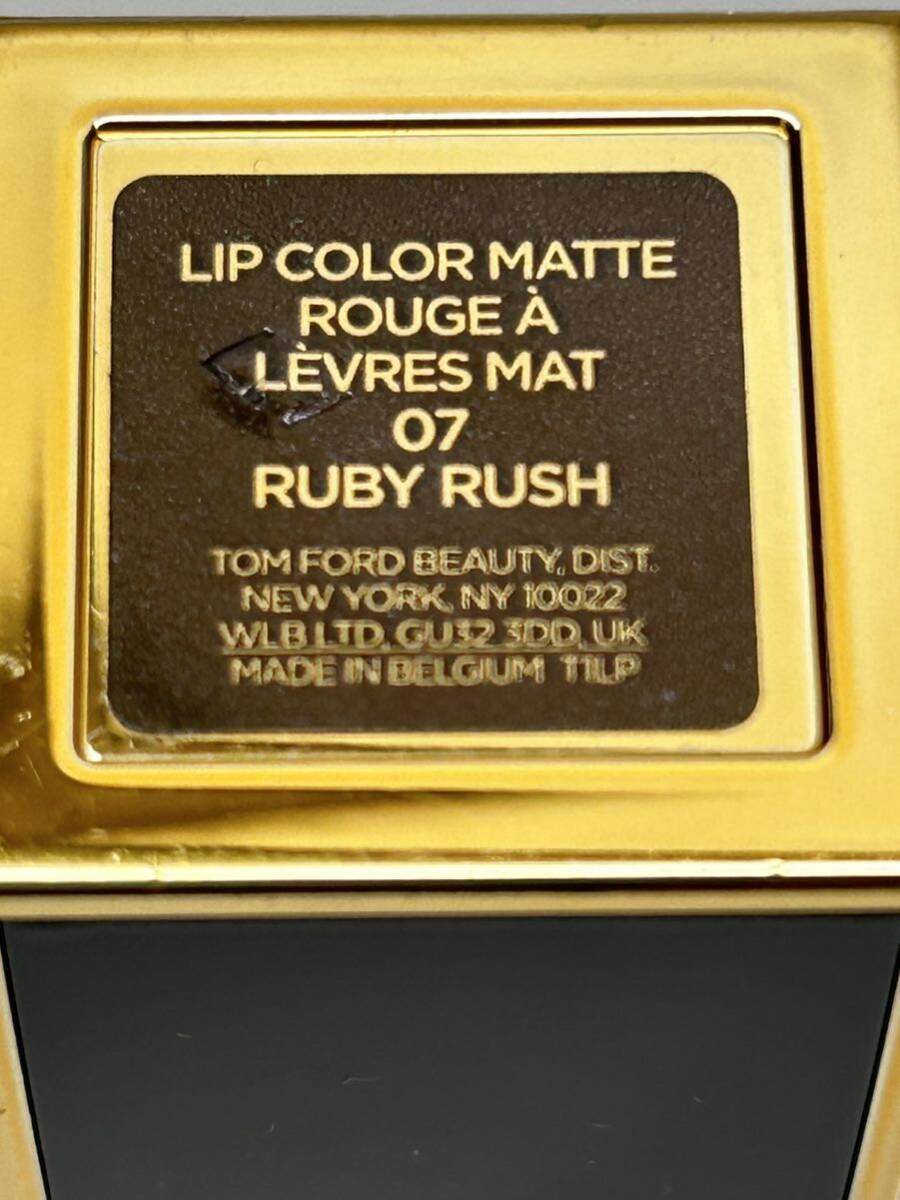 LIP COLOR MATTE
ROUGE À
LÈVRES MAT
07
RUBY RUSH
TOM FORD BEAUTY, DIST.
NEW YORK, NY 10022
WLB LTD, GU32 3DD, UK
MADE IN BELGIUM T1LP